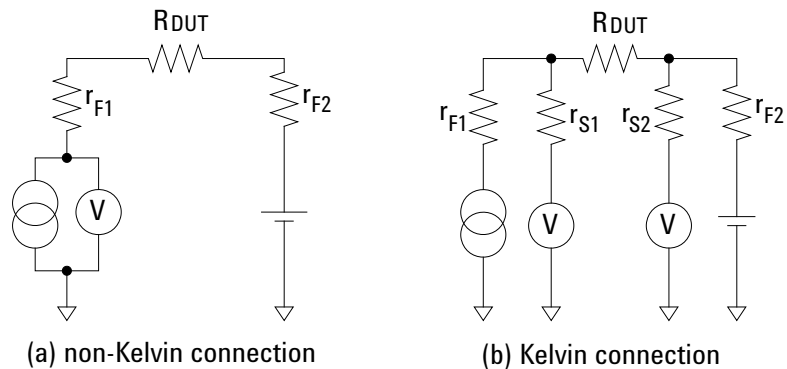 RDUT
rF1
rF2
V
(a) non-Kelvin connection
RDUT
rF1
rS1
rS2
rF2
V
V
(b) Kelvin connection